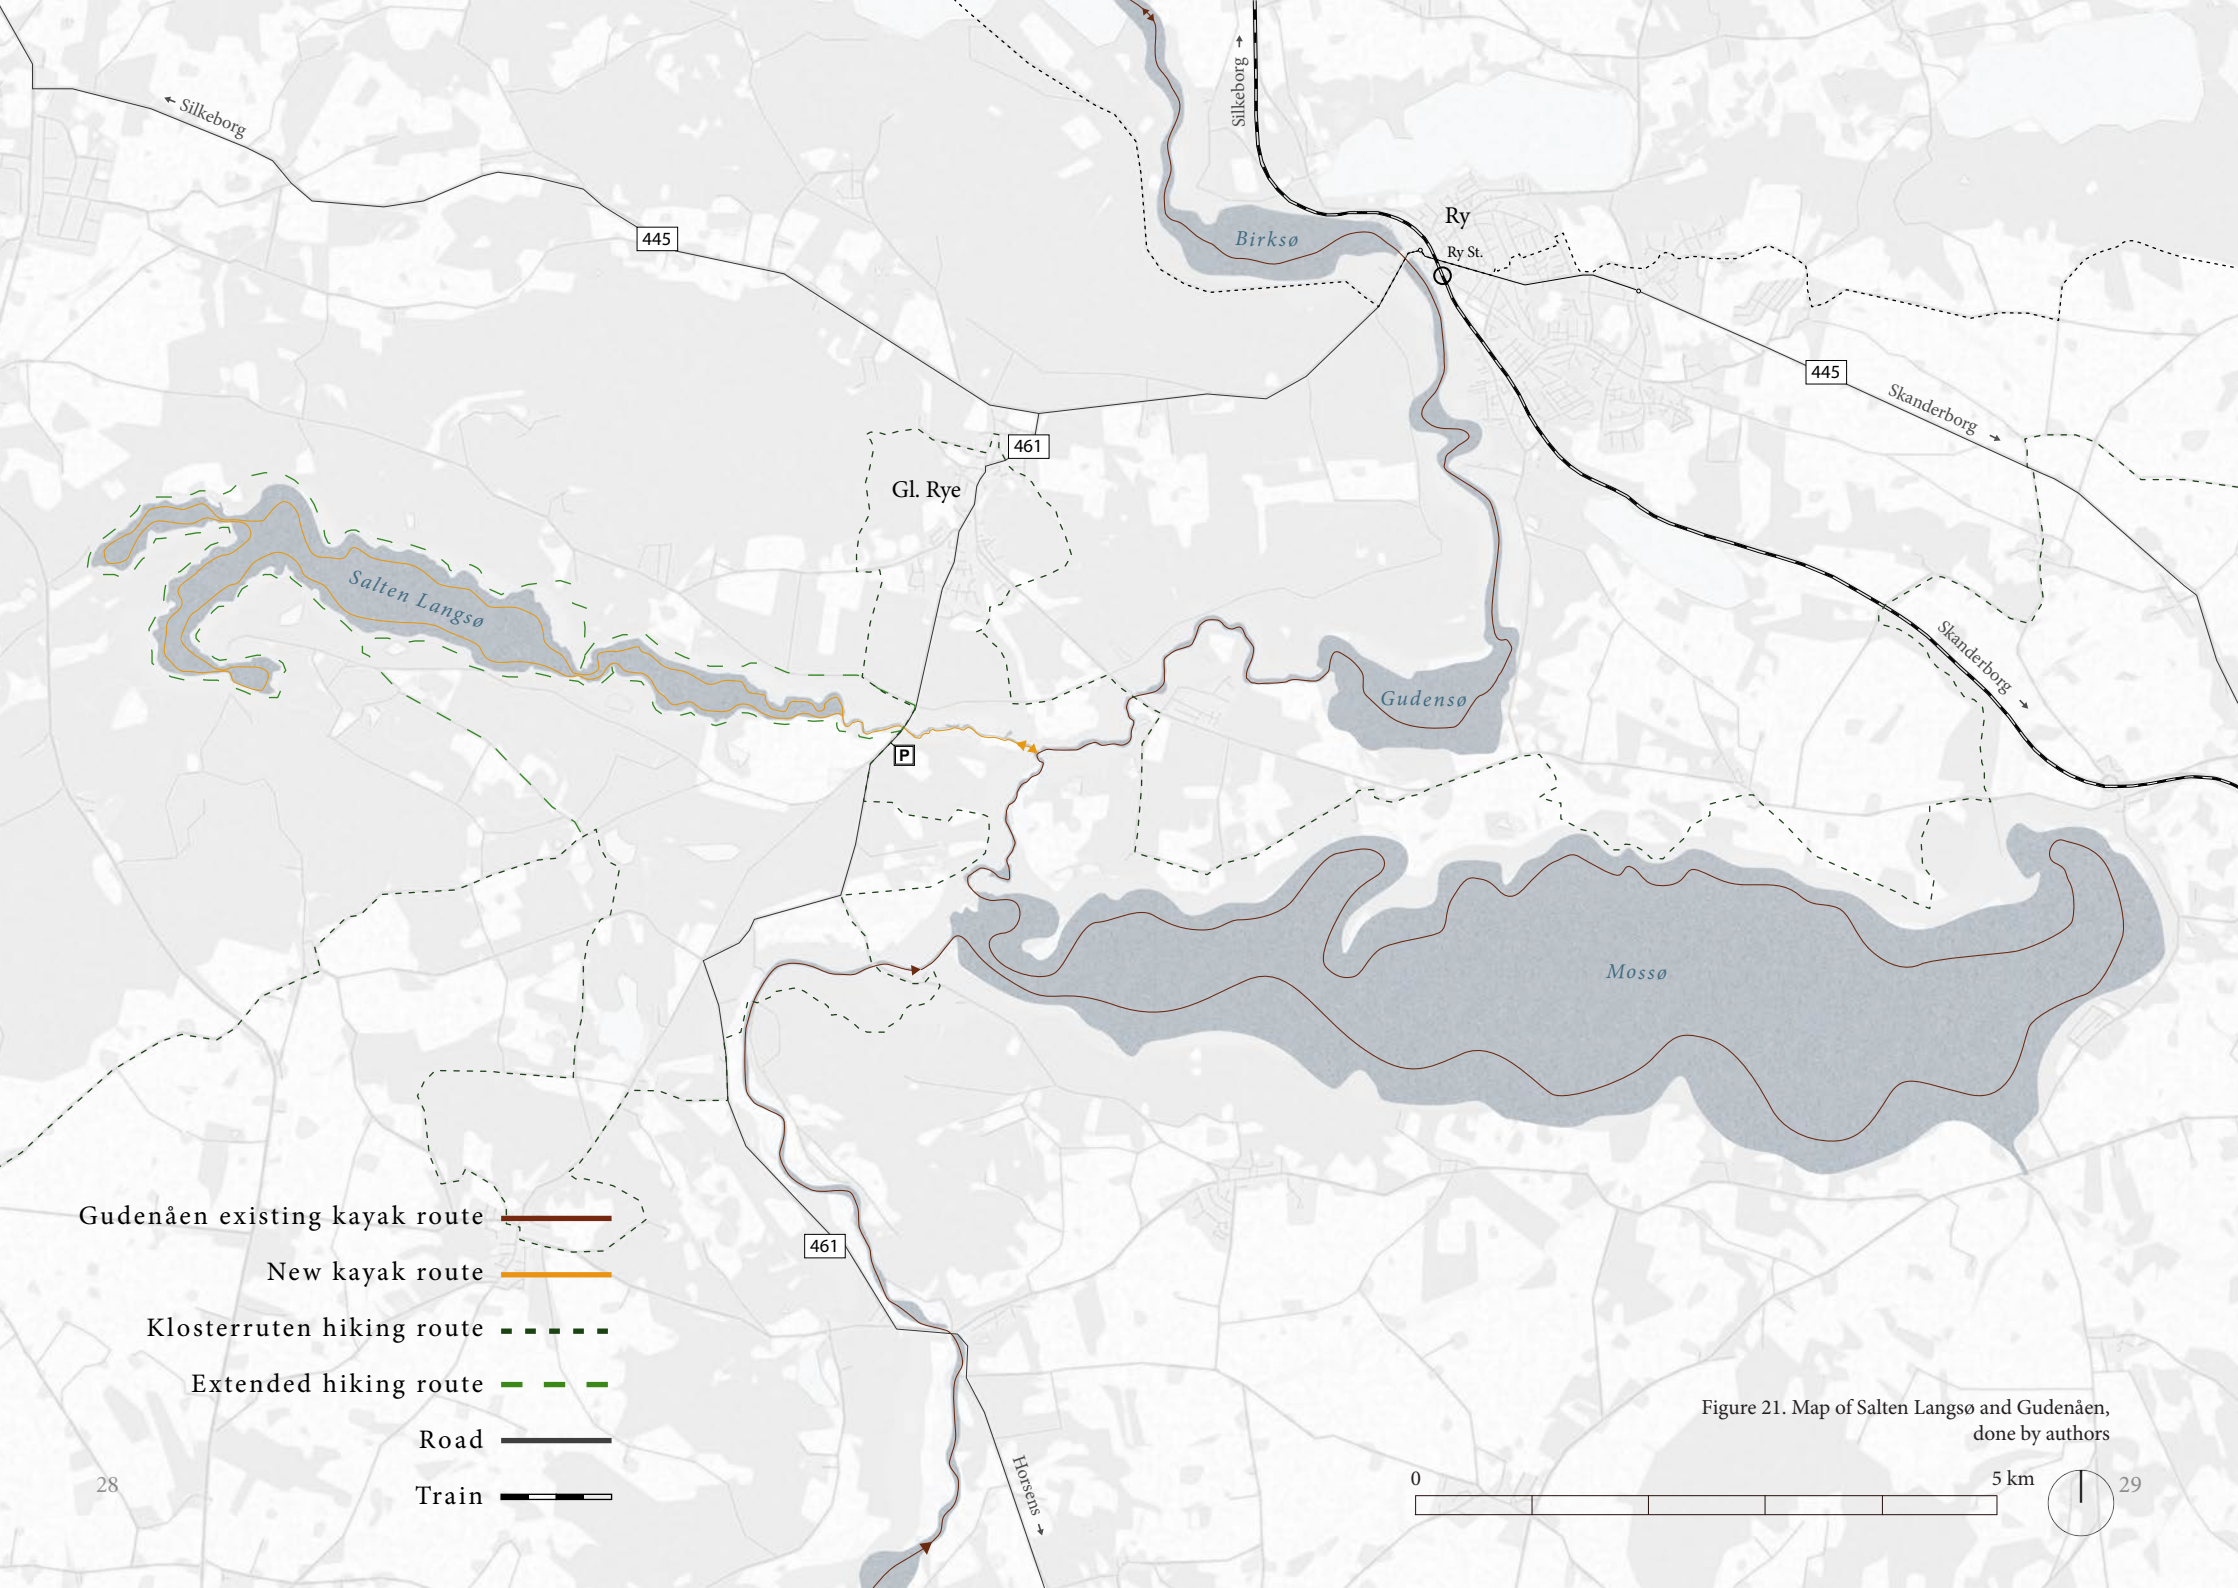 ← Silkeborg
Silkeborg →
445
Birksø
Ry
Ry St.
445
Skanderborg →
461
Gl. Rye
Salten Langsø
Gudensø
Skanderborg →
P
Mossø
461
Horsens →
Gudenåen existing kayak route
New kayak route
Klosterruten hiking route
Extended hiking route
Road
Train
Figure 21. Map of Salten Langsø and Gudenåen,
done by authors
0 5 km
28
29